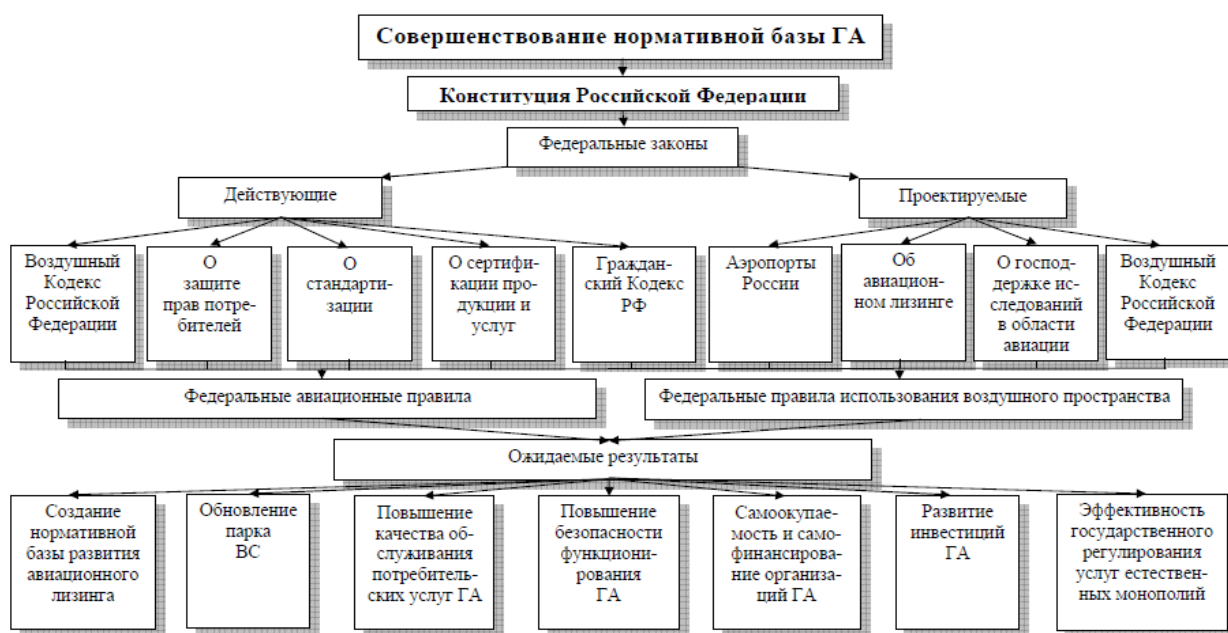 Совершенствование нормативной базы ГА
Конституция Российской Федерации
Федеральные законы
Действующие
Проектируемые
Воздушный
Кодекс
Российской
Федерации
О
защите
прав потре-
бителей
О
стандарти-
зации
О сертифи-
кации про-
дукции и
услуг
Граждан-
ский Кодекс
РФ
Аэропорты
России
Об
авиацион-
ном лизинге
О господ-
держке ис-
следований
в области
авиации
Воздушный
Кодекс
Российской
Федерации
Федеральные авиационные правила
Федеральные правила использования воздушного пространства
Ожидаемые результаты
Создание
нормативной
базы развития
авиационного
лизинга
Обновление
парка
ВС
Повышение
качества об-
служивания
потребитель-
ских услуг ГА
Повышение
безопасности
функциони-
рования
ГА
Самоокупае-
мость и само-
финансирова-
ние организа-
ций ГА
Развитие
инвестиций
ГА
Эффективность
государственного
регулирования
услуг естествен-
ных монополий